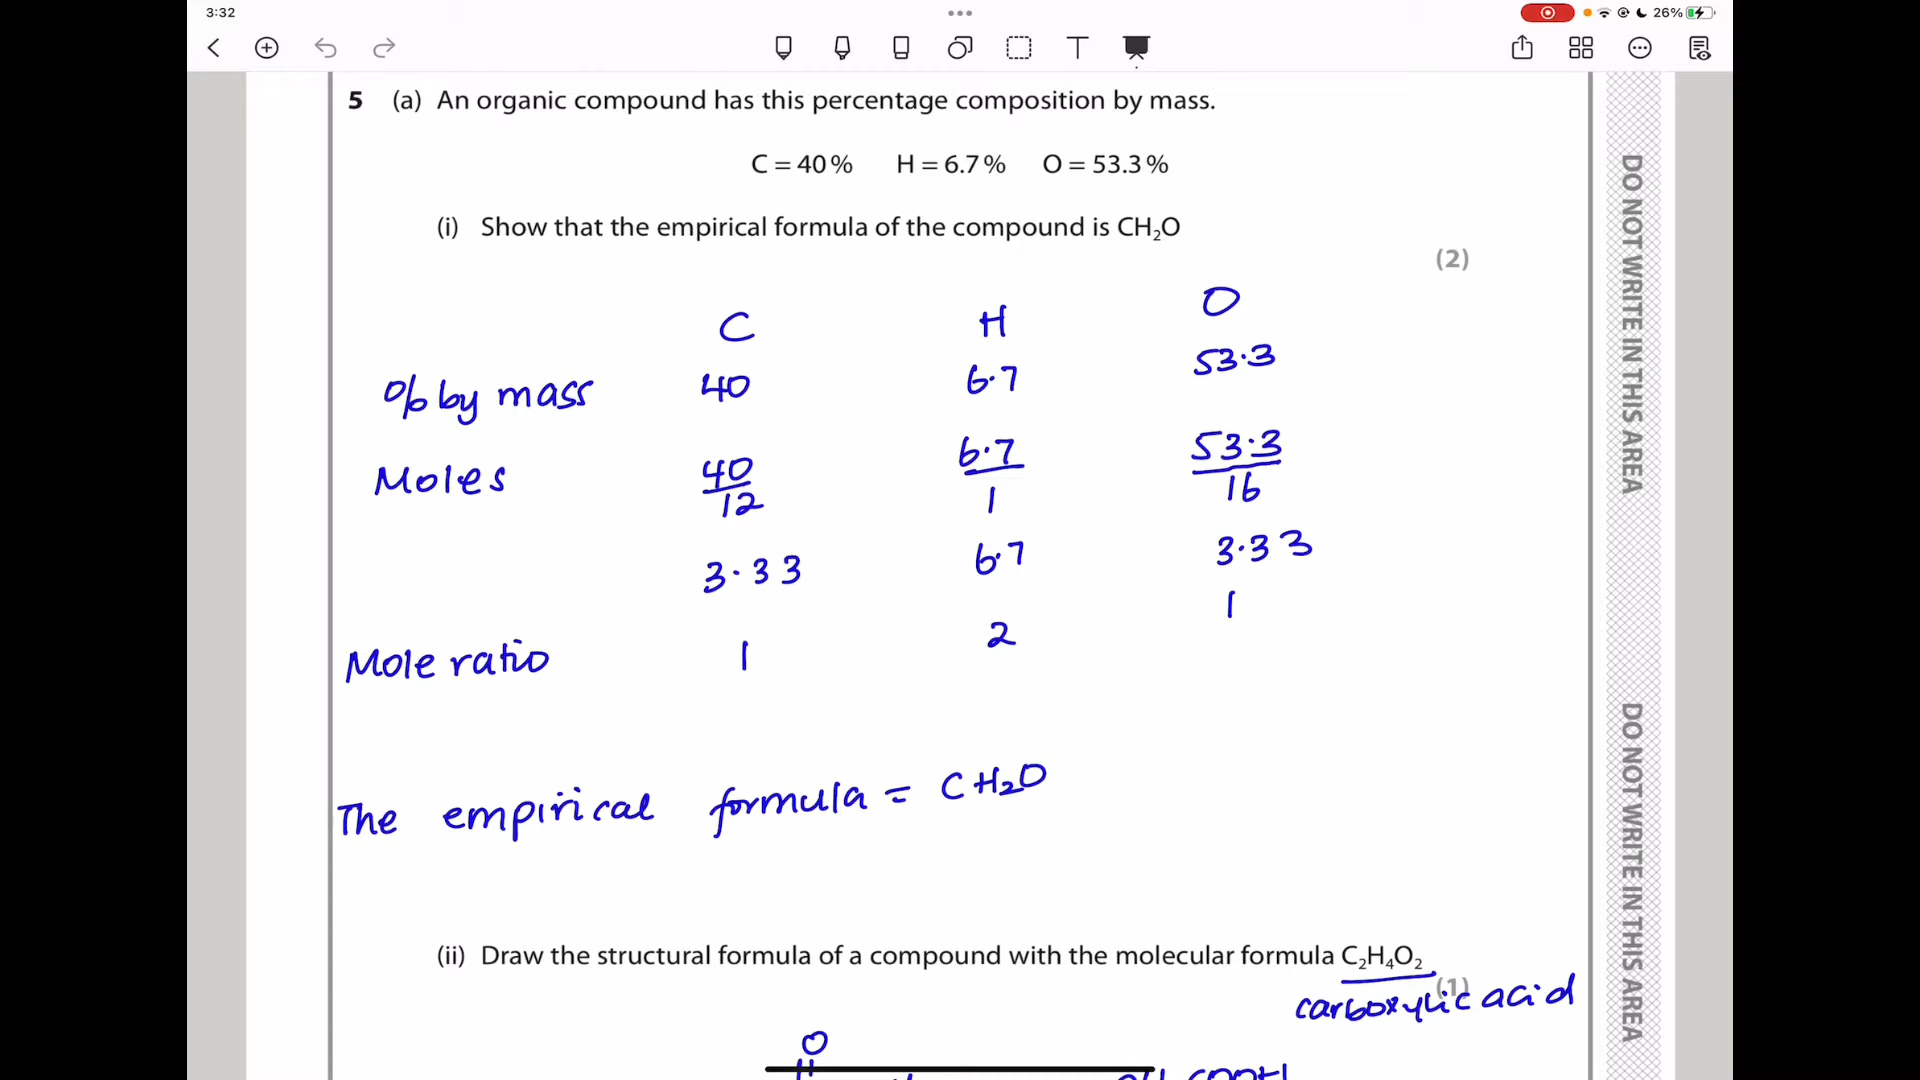 3:32
26%
5 (a) An organic compound has this percentage composition by mass.
C = 40% H = 6.7% O = 53.3%
(i) Show that the empirical formula of the compound is CH₂O
(2)
C H O
% by mass 40 6.7 53.3
Moles 40/12 6.7/1 53.3/16
3.33 6.7 3.33
Mole ratio 1 2 1
The empirical formula = CH₂O
(ii) Draw the structural formula of a compound with the molecular formula C₂H₄O₂
(1)
carboxylic acid
O
DO NOT WRITE IN THIS AREA
DO NOT WRITE IN THIS AREA